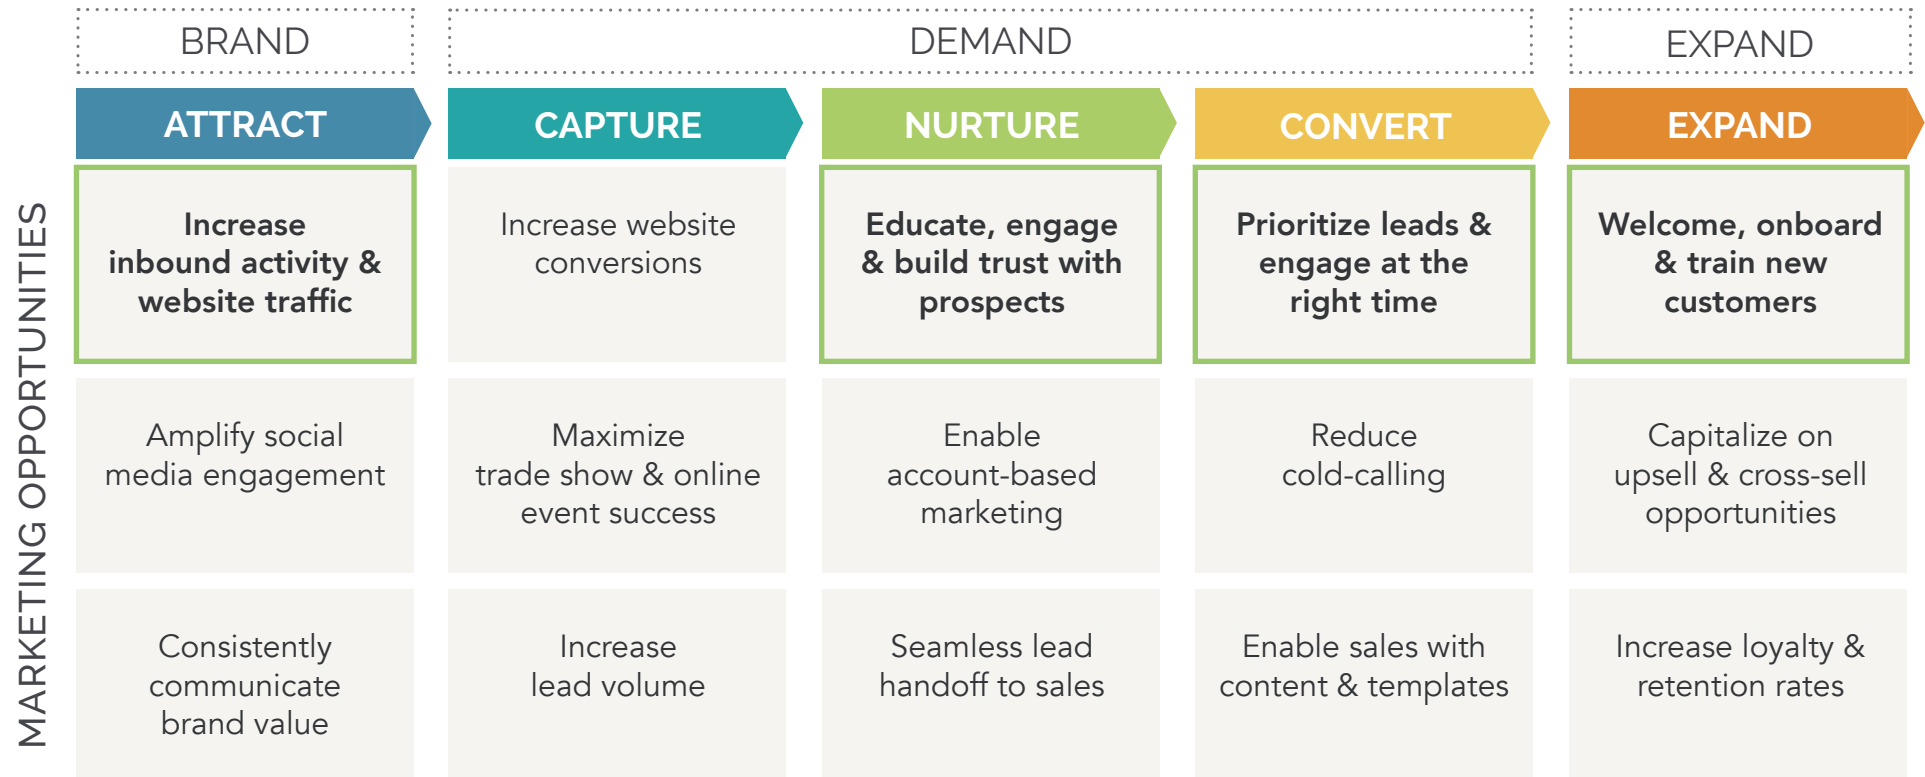 BRAND
DEMAND
EXPAND
ATTRACT
CAPTURE
NURTURE
CONVERT
EXPAND
MARKETING OPPORTUNITIES
Increase
inbound activity &
website traffic
Increase website
conversions
Educate, engage
& build trust with
prospects
Prioritize leads &
engage at the
right time
Welcome, onboard
& train new
customers
Amplify social
media engagement
Maximize
trade show & online
event success
Enable
account-based
marketing
Reduce
cold-calling
Capitalize on
upsell & cross-sell
opportunities
Consistently
communicate
brand value
Increase
lead volume
Seamless lead
handoff to sales
Enable sales with
content & templates
Increase loyalty &
retention rates